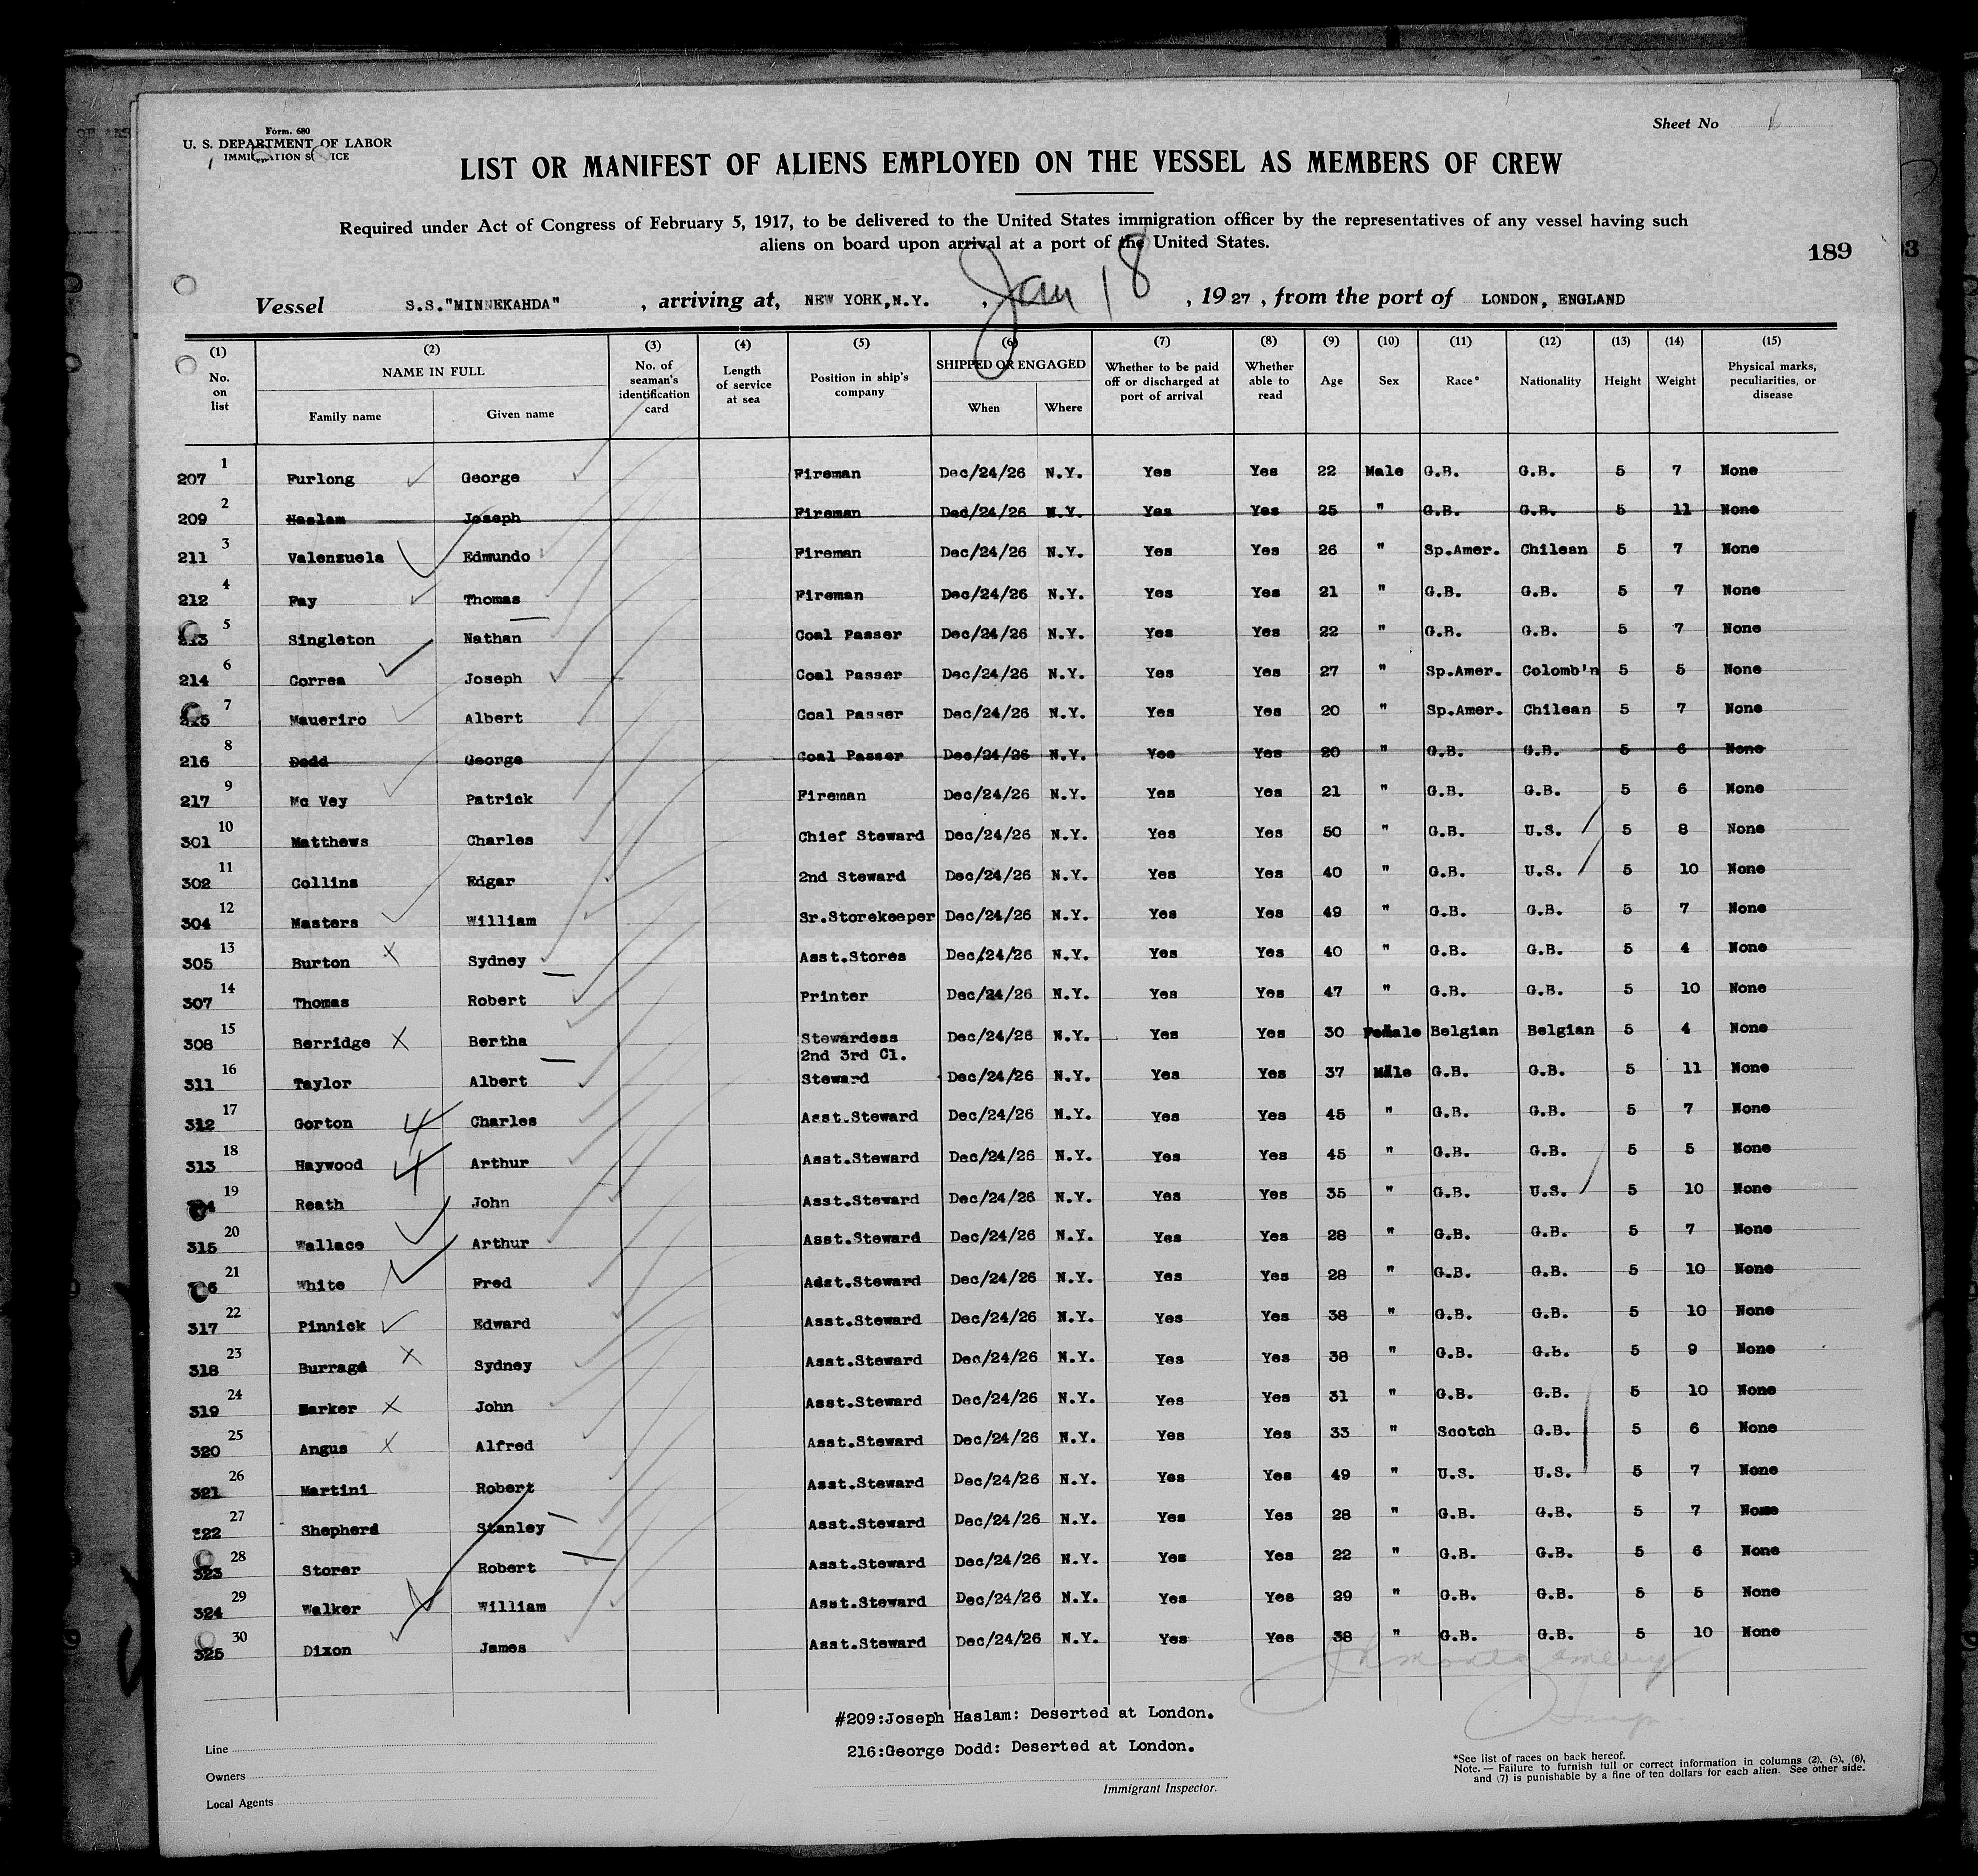 Form. 680
U. S. DEPARTMENT OF LABOR
Sheet No
LIST OR MANIFEST OF ALIENS EMPLOYED ON THE VESSEL AS MEMBERS OF CREW
Required under Act of Congress of February 5, 1917, to be delivered to the United States immigration officer by the representatives of any vessel having such
aliens on board upon arrival at a port of the United States.
189
Vessel S.S."MINNEKAHDA" , arriving at, NEW YORK,N.Y. , Jan 18 , 1927 , from the port of LONDON, ENGLAND
(1) No. on list (2) NAME IN FULL Family name Given name (3) No. of seaman's identification card (4) Length of service at sea (5) Position in ship's company (6) SHIPPED OR ENGAGED When Where (7) Whether to be paid off or discharged at port of arrival (8) Whether able to read (9) Age (10) Sex (11) Race* (12) Nationality (13) Height (14) Weight (15) Physical marks, peculiarities, or disease
207 1 Furlong George Fireman Dec/24/26 N.Y. Yes Yes 22 Male G.B. G.B. 5 7 None
209 2 Haslam Joseph Fireman Ded/24/26 N.Y. Yes Yes 25 " G.B. G.B. 5 11 None
211 3 Valenzuela Edmundo Fireman Dec/24/26 N.Y. Yes Yes 26 " Sp.Amer. Chilean 5 7 None
212 4 Fay Thomas Fireman Dec/24/26 N.Y. Yes Yes 21 " G.B. G.B. 5 7 None
213 5 Singleton Nathan Coal Passer Dec/24/26 N.Y. Yes Yes 22 " G.B. G.B. 5 7 None
214 6 Correa Joseph Coal Passer Dec/24/26 N.Y. Yes Yes 27 " Sp.Amer. Colomb'n 5 5 None
215 7 Maueriro Albert Coal Passer Dec/24/26 N.Y. Yes Yes 20 " Sp.Amer. Chilean 5 7 None
216 8 Dodd George Coal Passer Dec/24/26 N.Y. Yes Yes 20 " G.B. G.B. 5 6 None
217 9 Mc Vey Patrick Fireman Dec/24/26 N.Y. Yes Yes 21 " G.B. G.B. 5 6 None
301 10 Matthews Charles Chief Steward Dec/24/26 N.Y. Yes Yes 50 " G.B. U.S. 5 8 None
302 11 Collins Edgar 2nd Steward Dec/24/26 N.Y. Yes Yes 40 " G.B. U.S. 5 10 None
304 12 Masters William Sr.Storekeeper Dec/24/26 N.Y. Yes Yes 49 " G.B. G.B. 5 7 None
305 13 Burton Sydney Asst.Stores Dec/24/26 N.Y. Yes Yes 40 " G.B. G.B. 5 4 None
307 14 Thomas Robert Printer Dec/24/26 N.Y. Yes Yes 47 " G.B. G.B. 5 10 None
308 15 Berridge Bertha Stewardess Dec/24/26 N.Y. Yes Yes 30 Female Belgian Belgian 5 4 None
2nd 3rd Cl.
311 16 Taylor Albert Steward Dec/24/26 N.Y. Yes Yes 37 Male G.B. G.B. 5 11 None
312 17 Gorton Charles Asst.Steward Dec/24/26 N.Y. Yes Yes 45 " G.B. G.B. 5 7 None
313 18 Haywood Arthur Asst.Steward Dec/24/26 N.Y. Yes Yes 45 " G.B. G.B. 5 5 None
19 Reath John Asst.Steward Dec/24/26 N.Y. Yes Yes 35 " G.B. U.S. 5 10 None
315 20 Wallace Arthur Asst.Steward Dec/24/26 N.Y. Yes Yes 28 " G.B. G.B. 5 7 None
21 White Fred Adst.Steward Dec/24/26 N.Y. Yes Yes 28 " G.B. G.B. 5 10 None
317 22 Pinnick Edward Asst.Steward Dec/24/26 N.Y. Yes Yes 38 " G.B. G.B. 5 10 None
318 23 Burrage Sydney Asst.Steward Dec/24/26 N.Y. Yes Yes 38 " G.B. G.B. 5 9 None
319 24 Barker John Asst.Steward Dec/24/26 N.Y. Yes Yes 31 " G.B. G.B. 5 10 None
320 25 Angus Alfred Asst.Steward Dec/24/26 N.Y. Yes Yes 33 " Scotch G.B. 5 6 None
321 26 Martini Robert Asst.Steward Dec/24/26 N.Y. Yes Yes 49 " U.S. U.S. 5 7 None
322 27 Shepherd Stanley Asst.Steward Dec/24/26 N.Y. Yes Yes 28 " G.B. G.B. 5 7 None
323 28 Storer Robert Asst.Steward Dec/24/26 N.Y. Yes Yes 22 " G.B. G.B. 5 6 None
324 29 Walker William Asst.Steward Dec/24/26 N.Y. Yes Yes 29 " G.B. G.B. 5 5 None
325 30 Dixon James Asst.Steward Dec/24/26 N.Y. Yes Yes 38 " G.B. G.B. 5 10 None
#209:Joseph Haslam: Deserted at London.
216:George Dodd: Deserted at London.
Line
Owners
Local Agents
Immigrant Inspector.
*See list of races on back hereof.
Note. — Failure to furnish full or correct information in columns (2), (5), (6),
and (7) is punishable by a fine of ten dollars for each alien. See other side.